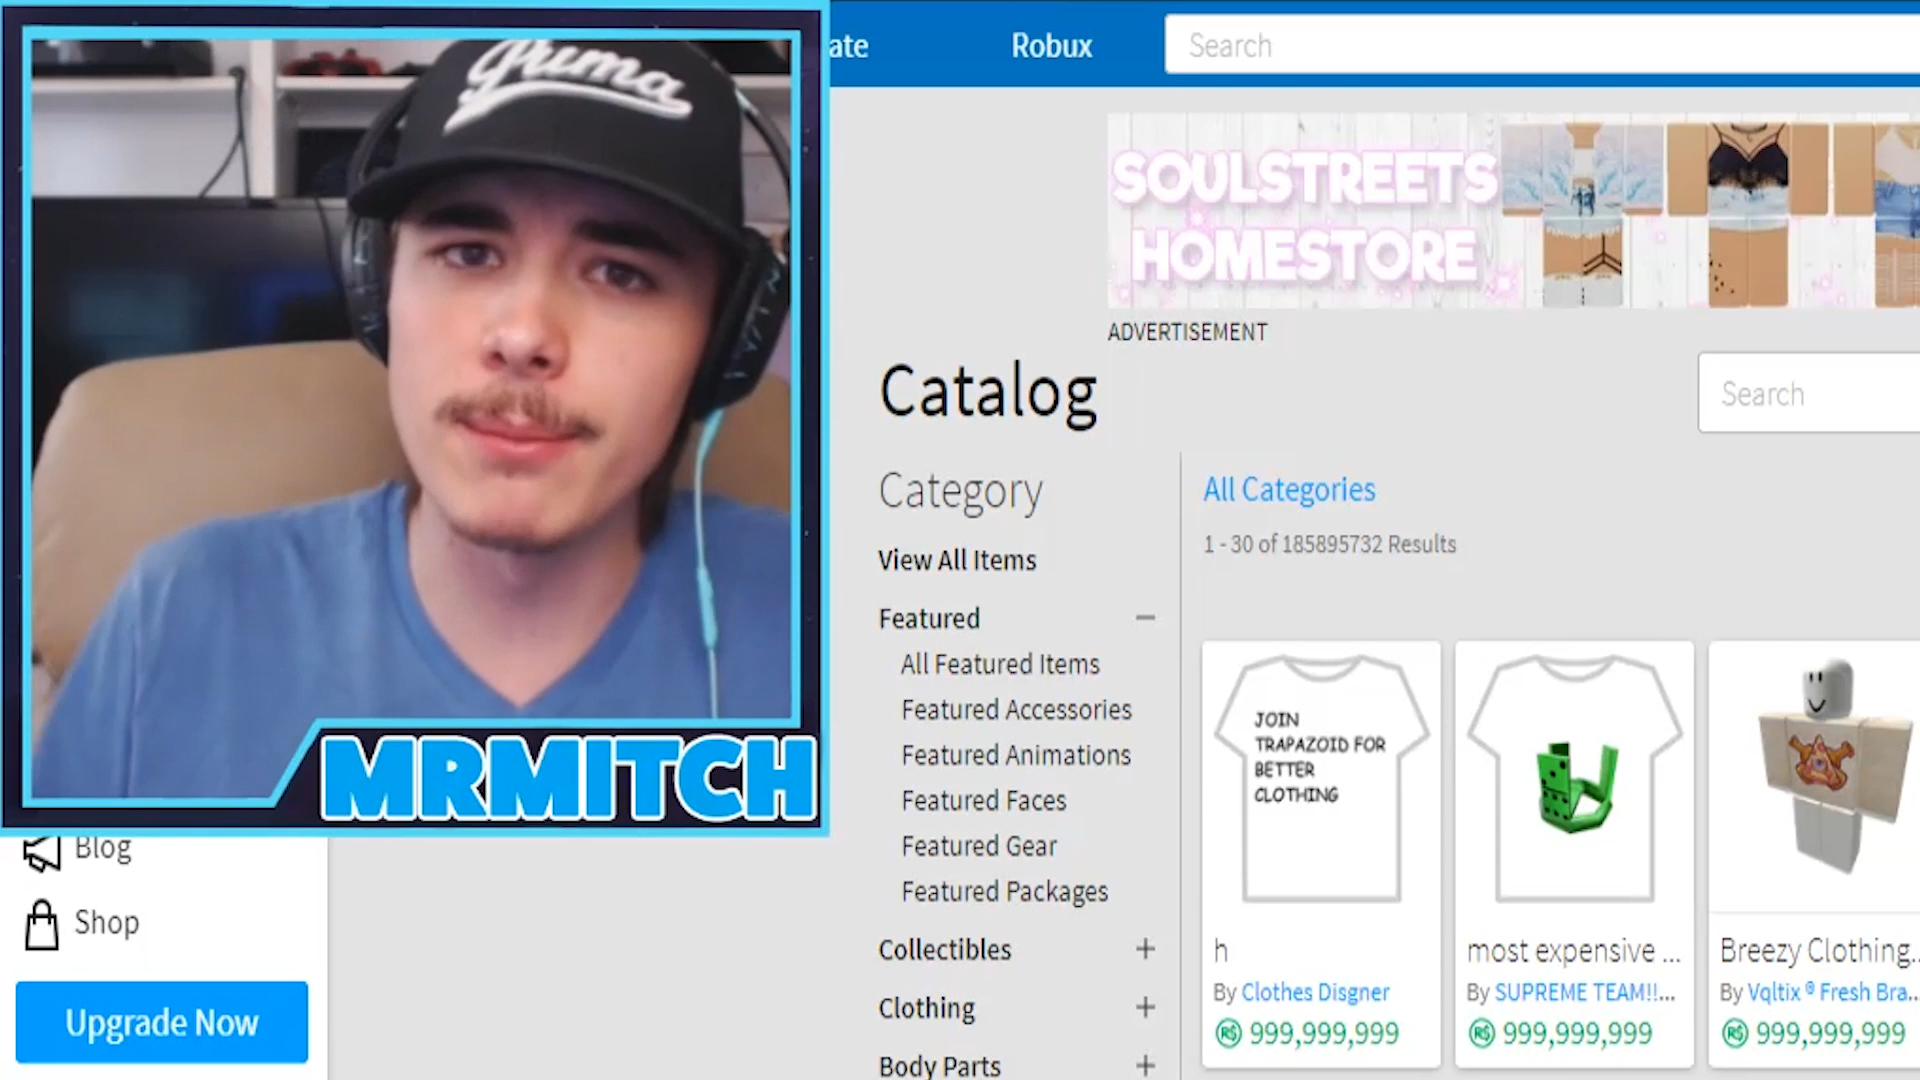 Puma
ate
Robux
Search
SOULSTREETS
HOMESTORE
ADVERTISEMENT
Catalog
Search
Category
All Categories
1 - 30 of 185895732 Results
View All Items
Featured
All Featured Items
Featured Accessories
Featured Animations
Featured Faces
Featured Gear
Featured Packages
Collectibles
Clothing
Body Parts
JOIN
TRAPAZOID FOR
BETTER
CLOTHING
h
By Clothes Disgner
R$ 999,999,999
most expensive ...
By SUPREME TEAM!!...
R$ 999,999,999
Breezy Clothing...
By Vqltix ® Fresh Bra...
R$ 999,999,999
MRMITCH
Blog
Shop
Upgrade Now